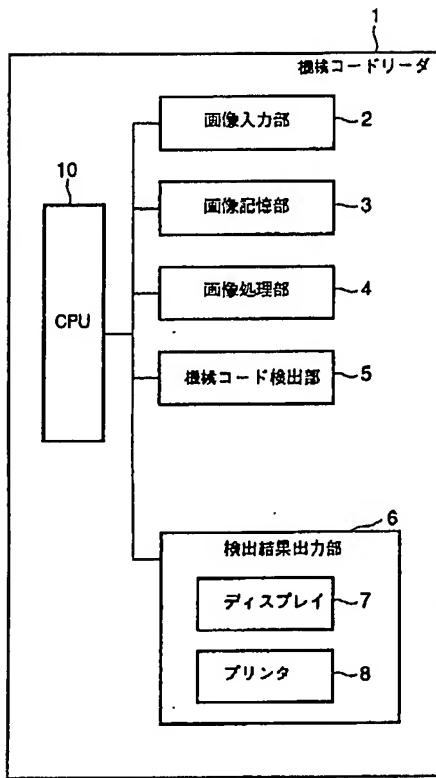 1
機械コードリーダ
画像入力部
2
10
画像記憶部
3
CPU
画像処理部
4
機械コード検出部
5
6
検出結果出力部
ディスプレイ
7
プリンタ
8